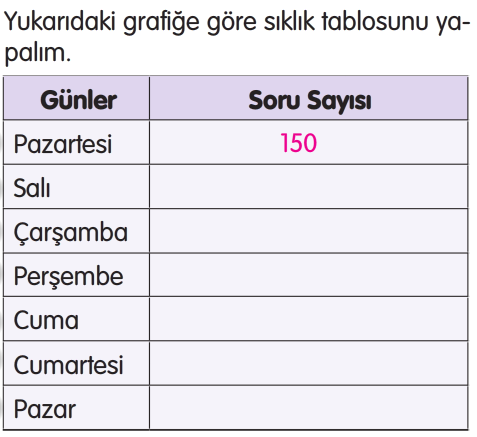 Yukarıdaki grafiğe göre sıklık tablosunu ya-
palım.
Günler Soru Sayısı
Pazartesi 150
Salı
Çarşamba
Perşembe
Cuma
Cumartesi
Pazar